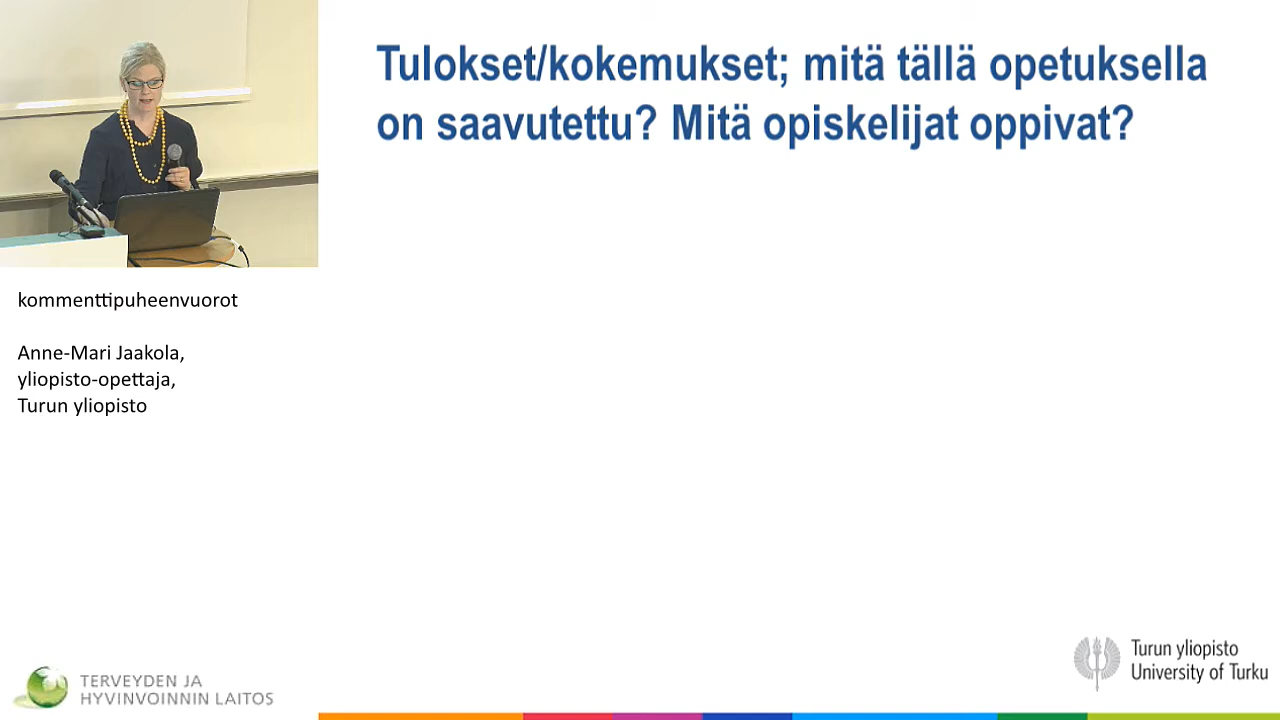 Tulokset/kokemukset; mitä tällä opetuksella
on saavutettu? Mitä opiskelijat oppivat?
kommenttipuheenvuorot
Anne-Mari Jaakola,
yliopisto-opettaja,
Turun yliopisto
TERVEYDEN JA
HYVINVOINNIN LAITOS
Turun yliopisto
University of Turku